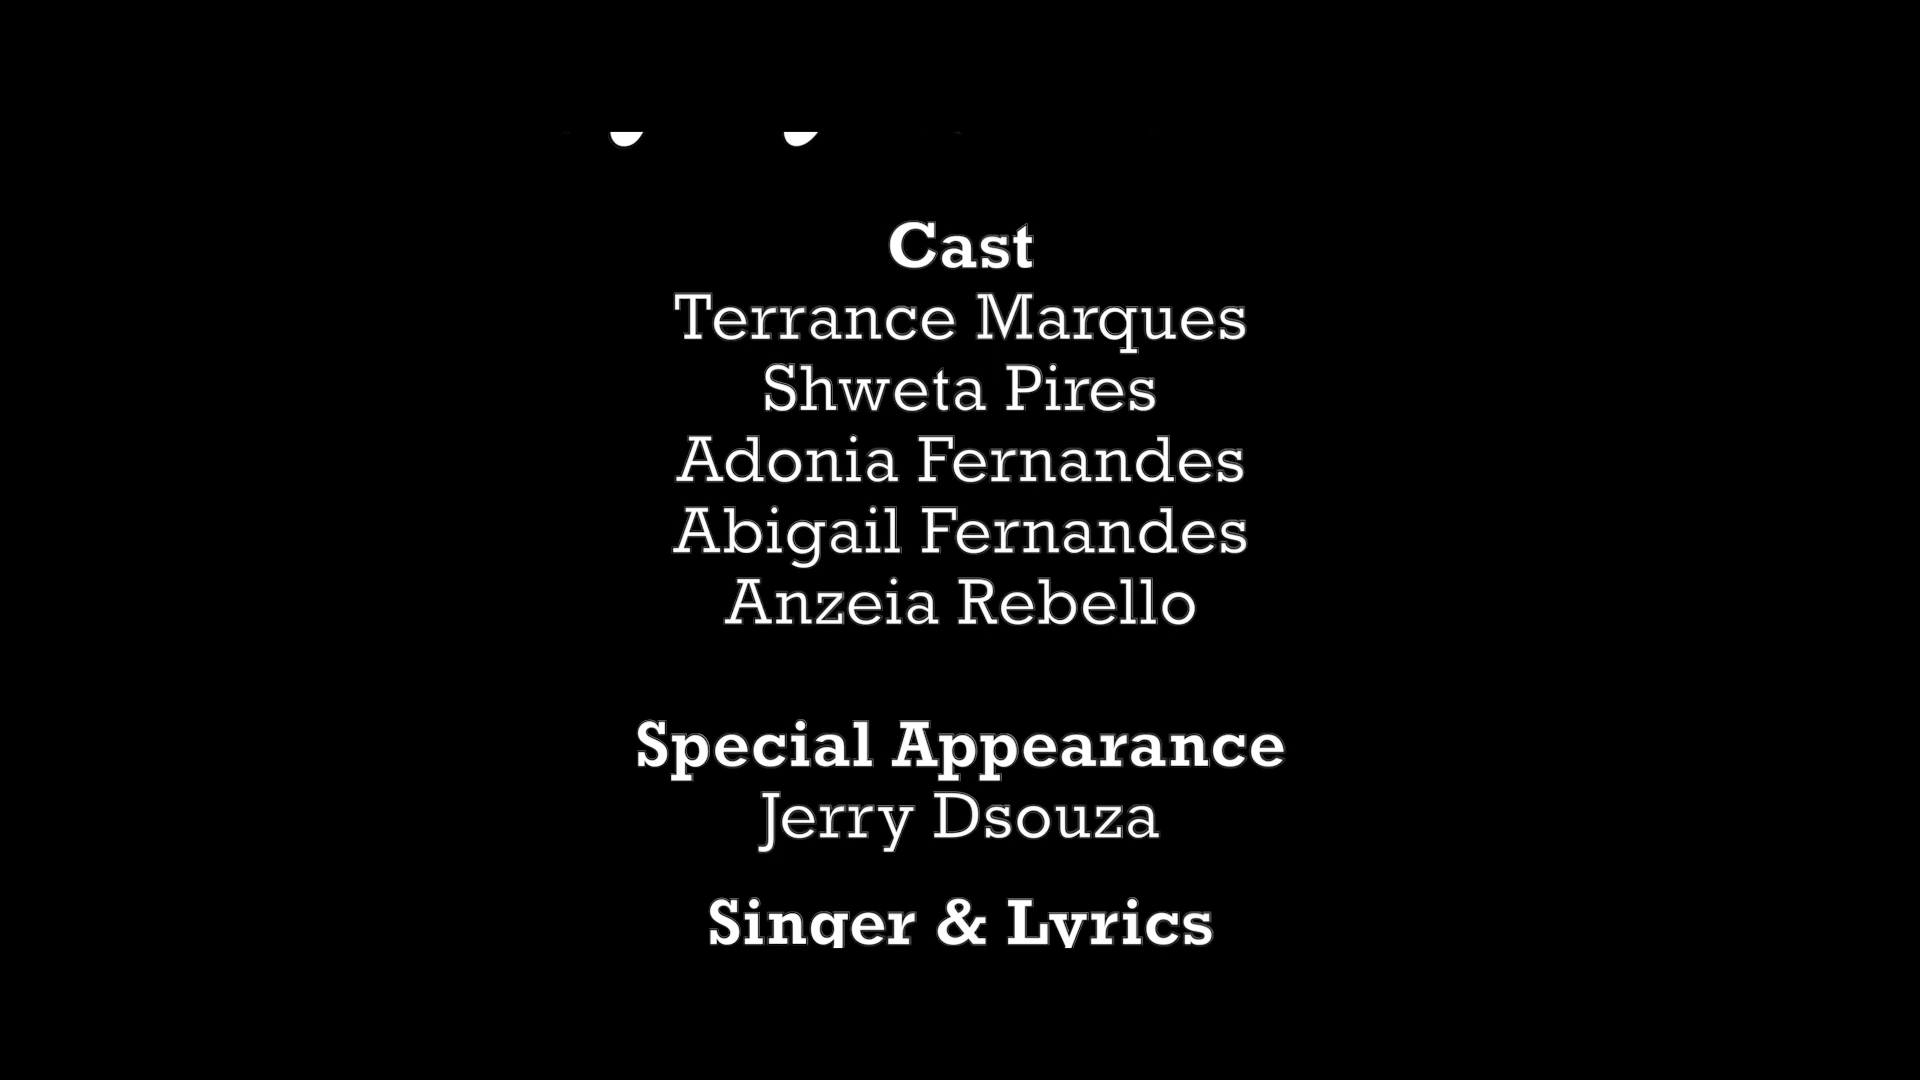 Cast
Terrance Marques
Shweta Pires
Adonia Fernandes
Abigail Fernandes
Anzeia Rebello
Special Appearance
Jerry Dsouza
Singer & Lyrics